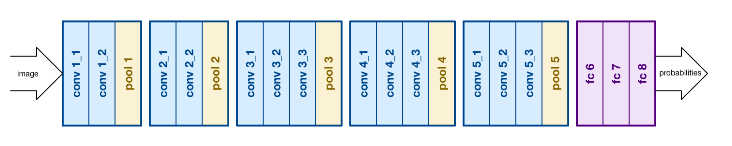 image
conv 1_1
conv 1_2
pool 1
conv 2_1
conv 2_2
pool 2
conv 3_1
conv 3_2
conv 3_3
pool 3
conv 4_1
conv 4_2
conv 4_3
pool 4
conv 5_1
conv 5_2
conv 5_3
pool 5
fc 6
fc 7
fc 8
probabilities